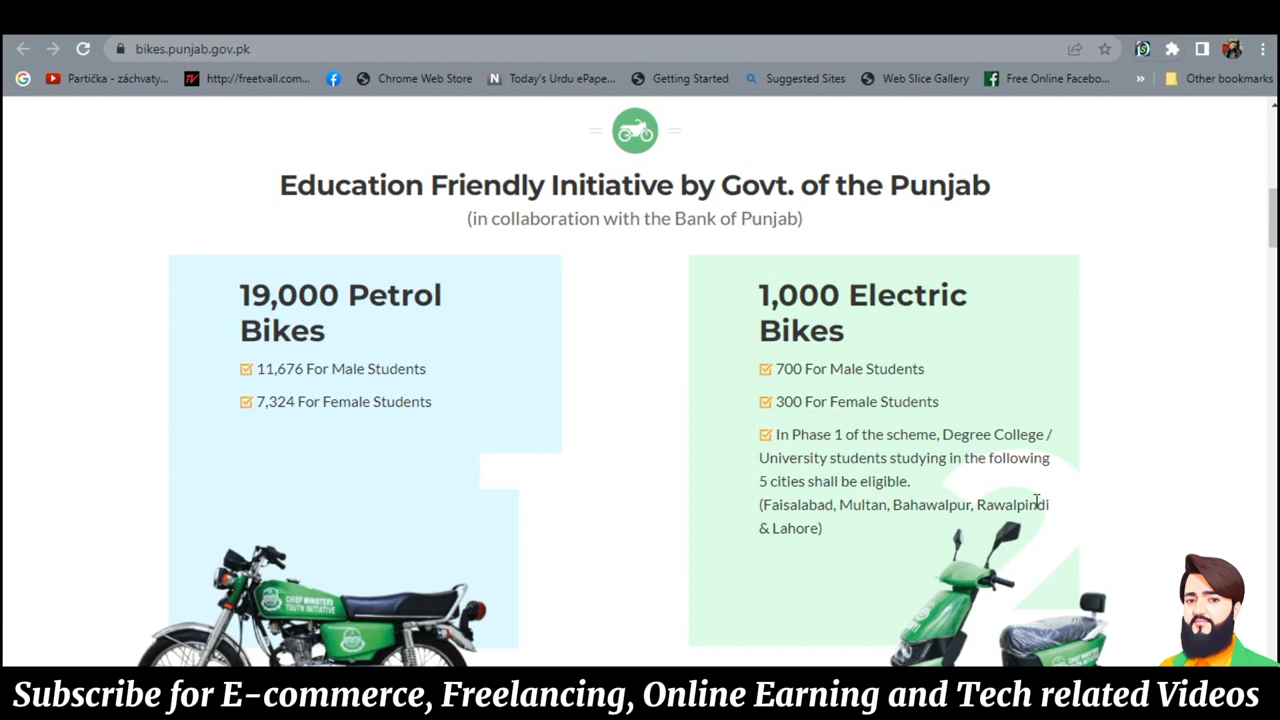 bikes.punjab.gov.pk
Partička - záchvaty...
http://freetvall.com...
Chrome Web Store
Today's Urdu ePape...
Getting Started
Suggested Sites
Web Slice Gallery
Free Online Facebo...
»
Other bookmarks
Education Friendly Initiative by Govt. of the Punjab
(in collaboration with the Bank of Punjab)
19,000 Petrol
Bikes
11,676 For Male Students
7,324 For Female Students
1,000 Electric
Bikes
700 For Male Students
300 For Female Students
In Phase 1 of the scheme, Degree College /
University students studying in the following
5 cities shall be eligible.
(Faisalabad, Multan, Bahawalpur, Rawalpindi
& Lahore)
2
CHIEF MINISTER'S
YOUTH INITIATIVE
Subscribe for E-commerce, Freelancing, Online Earning and Tech related Videos